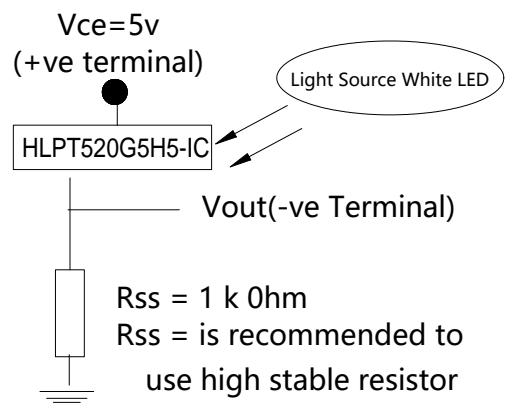 Vce=5v
(+ve terminal)
Light Source White LED
HLPT520G5H5-IC
Vout(-ve Terminal)
Rss = 1 k 0hm
Rss = is recommended to
use high stable resistor